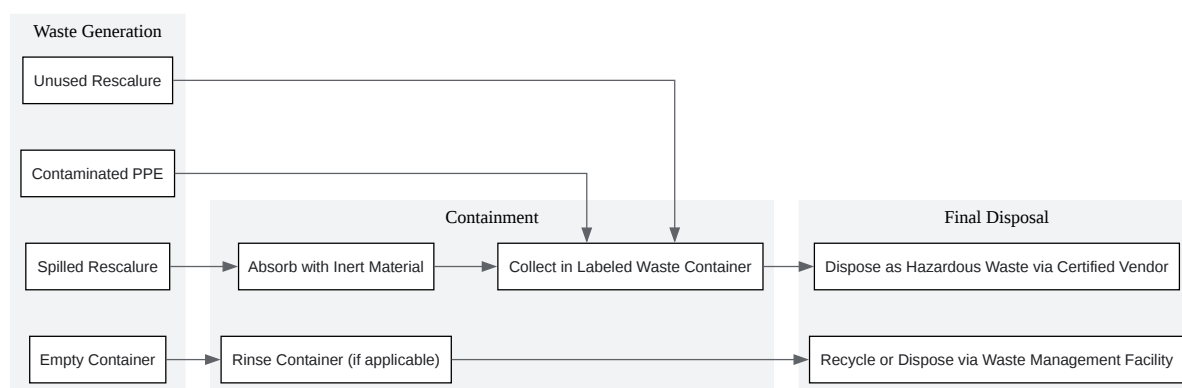 Waste Generation
Unused Rescalure
Contaminated PPE
Containment
Final Disposal
Spilled Rescalure
Absorb with Inert Material
Collect in Labeled Waste Container
Dispose as Hazardous Waste via Certified Vendor
Empty Container
Rinse Container (if applicable)
Recycle or Dispose via Waste Management Facility